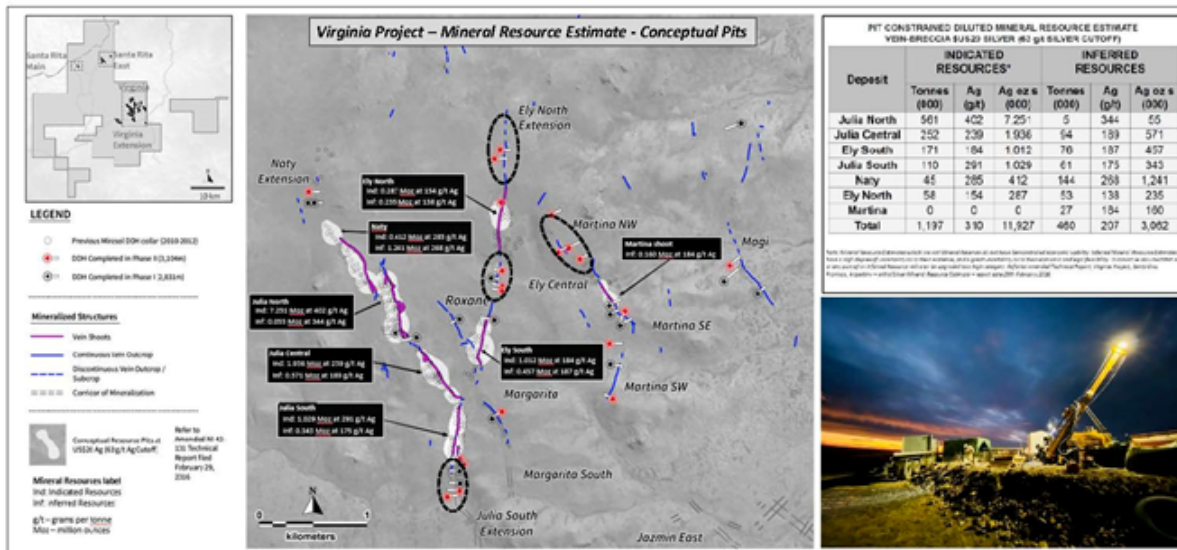 Santa Rita Main
Santa Rita East
Virginia
Virginia Extension
10 km
LEGEND
Previous Mirasol DDH collar (2010-2012)
DDH Completed in Phase II (3,104m)
DDH Completed in Phase I (2,831m)
Mineralized Structures
Vein Shoots
Continuous Vein Outcrop
Discontinuous Vein Outcrop /
Subcrop
Corridor of Mineralization
Conceptual Resource Pits at
US$20 Ag (63g/t Ag Cutoff)
Refer to
Amended NI 43-
101 Technical
Report filed
February 29,
2016
Mineral Resources label
Ind: Indicated Resources
Inf: Inferred Resources
g/t – grams per tonne
Moz – million ounces
Virginia Project – Mineral Resource Estimate - Conceptual Pits
Ely North
Extension
Naty
Extension
Ely North
Ind: 0.287 Moz at 154 g/t Ag
Inf: 0.235 Moz at 138 g/t Ag
Naty
Ind: 0.412 Moz at 285 g/t Ag
Inf: 1.241 Moz at 268 g/t Ag
Martina NW
Martina shoot
Inf: 0.160 Moz at 184 g/t Ag
Magi
Ely Central
Julia North
Ind: 7.251 Moz at 402 g/t Ag
Inf: 0.055 Moz at 344 g/t Ag
Roxane
Martina SE
Julia Central
Ind: 1.936 Moz at 239 g/t Ag
Inf: 0.571 Moz at 189 g/t Ag
Ely South
Ind: 1.012 Moz at 184 g/t Ag
Inf: 0.457 Moz at 187 g/t Ag
Martina SW
Margarita
Julia South
Ind: 1.029 Moz at 291 g/t Ag
Inf: 0.343 Moz at 175 g/t Ag
Margarita South
N
0 1
kilometers
Julia South
Extension
Jazmin East
PIT CONSTRAINED DILUTED MINERAL RESOURCE ESTIMATE
VEIN-BRECCIA $US20 SILVER (63 g/t SILVER CUTOFF)
Deposit INDICATED RESOURCES* INFERRED RESOURCES
Tonnes (000) Ag (g/t) Ag ozs (000) Tonnes (000) Ag (g/t) Ag ozs (000)
Julia North 561 402 7.251 5 344 55
Julia Central 252 239 1.936 94 189 571
Ely South 171 184 1.012 76 187 457
Julia South 110 291 1.029 61 175 343
Naty 45 285 412 144 268 1,241
Ely North 58 154 287 53 138 235
Martina 0 0 0 27 184 160
Total 1,197 310 11,927 460 207 3,062